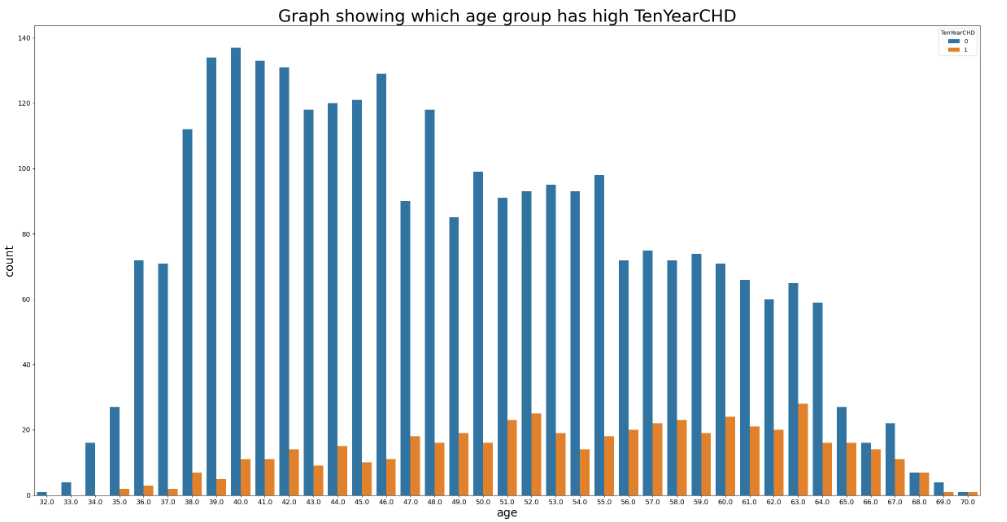 Graph showing which age group has high TenYearCHD
TenYearCHD
0
1
count
140
120
100
80
60
40
20
0
32.0 33.0 34.0 35.0 36.0 37.0 38.0 39.0 40.0 41.0 42.0 43.0 44.0 45.0 46.0 47.0 48.0 49.0 50.0 51.0 52.0 53.0 54.0 55.0 56.0 57.0 58.0 59.0 60.0 61.0 62.0 63.0 64.0 65.0 66.0 67.0 68.0 69.0 70.0
age